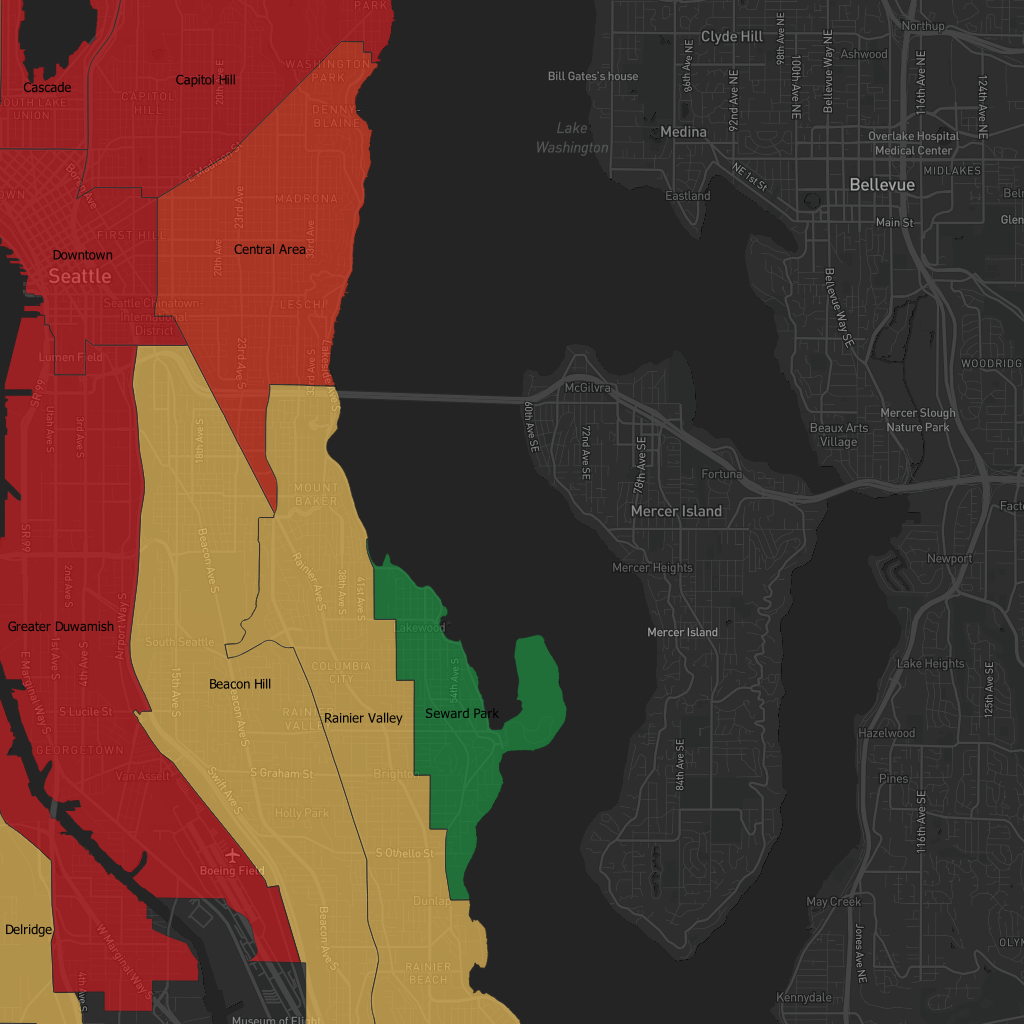 PARK
Northup
Clyde Hill
98th Ave NE
86th Ave NE
Bellevue Way NE
Ashwood
WASHINGTON
PARK
Bill Gates's house
100th Ave NE
116th Ave NE
124th Ave NE
92nd Ave NE
Capitol Hill
Cascade
SOUTH LAKE
UNION
CAPITOL
HILL
DENNY-
BLAINE
Lake
Washington
Medina
Overlake Hospital
Medical Center
E Madison St
NE 1st St
MIDLAKES
Bellevue
Eastland
MADRONA
23rd Ave
33rd Ave
Main St
FIRST HILL
Central Area
Downtown
Seattle
20th Ave
Seattle Chinatown-
International
District
LESCHI
Bellevue Way SE
Lumen Field
23rd Ave S
Lakeside Ave S
WOODRIDG
McGilvra
SR 99
Utah Ave S
3rd Ave S
18th Ave S
60th Ave SE
72nd Ave SE
78th Ave SE
Mercer Slough
Nature Park
Beaux Arts
Village
Fortuna
MOUNT
BAKER
Mercer Island
SR 99
Beacon Ave S
Rainier Ave S
38th Ave S
41st Ave S
Mercer Heights
Newport
2nd Ave S
Airport Way S
Greater Duwamish
Lakewood
South Seattle
Mercer Island
1st Ave S
4th Ave S
E Marginal Way S
COLUMBIA
CITY
54th Ave S
Lake Heights
125th Ave SE
15th Ave S
Beacon Hill
Beacon Ave S
S Lucile St
Rainier Valley
Seward Park
Hazelwood
GEORGETOWN
84th Ave SE
Van Asselt
S Graham St
Brighton
Swift Ave S
Pines
116th Ave SE
Holly Park
S Othello St
Boeing Field
Dunlap
May Creek
Delridge
Beacon Ave S
W Marginal Way S
Jones Ave NE
RAINIER
BEACH
4th Ave S
Kennydale
Museum of Flight